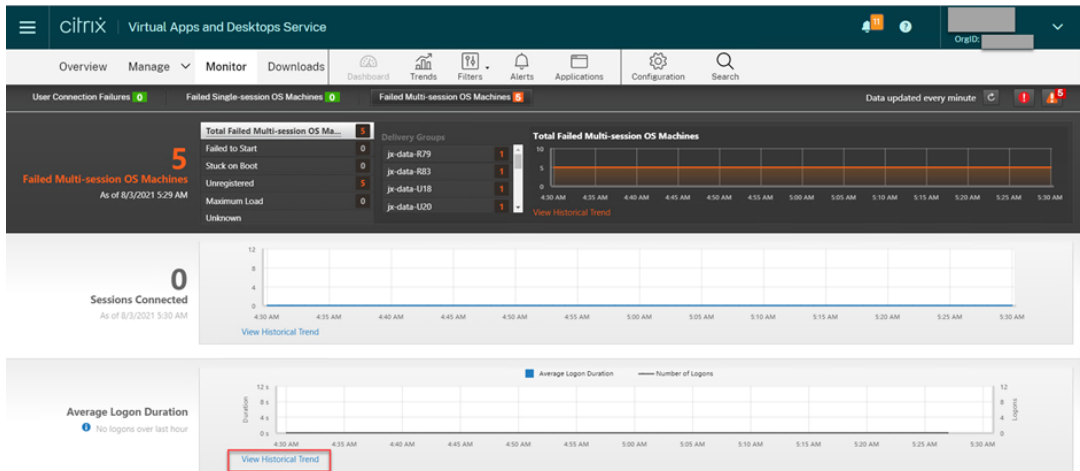 citrix | Virtual Apps and Desktops Service 11 ?
OrgID:
Overview Manage Monitor Downloads Dashboard Trends Filters Alerts Applications Configuration Search
User Connection Failures 0 Failed Single-session OS Machines 0 Failed Multi-session OS Machines 5 Data updated every minute ! 5
5
Failed Multi-session OS Machines
As of 8/3/2021 5:29 AM
Total Failed Multi-session OS Ma... 5
Failed to Start 0
Stuck on Boot 0
Unregistered 5
Maximum Load 0
Unknown
Delivery Groups
jx-data-R79 1
jx-data-R83 1
jx-data-U18 1
jx-data-U20 1
Total Failed Multi-session OS Machines
10
5
0
4:30 AM 4:35 AM 4:40 AM 4:45 AM 4:50 AM 4:55 AM 5:00 AM 5:05 AM 5:10 AM 5:15 AM 5:20 AM 5:25 AM 5:30 AM
View Historical Trend
0
Sessions Connected
As of 8/3/2021 5:30 AM
12
8
4
0
4:30 AM 4:35 AM 4:40 AM 4:45 AM 4:50 AM 4:55 AM 5:00 AM 5:05 AM 5:10 AM 5:15 AM 5:20 AM 5:25 AM 5:30 AM
View Historical Trend
Average Logon Duration
No logons over last hour
Average Logon Duration Number of Logons
Duration
12 s
8 s
4 s
0 s
12
8
4
0
Logons
4:30 AM 4:35 AM 4:40 AM 4:45 AM 4:50 AM 4:55 AM 5:00 AM 5:05 AM 5:10 AM 5:15 AM 5:20 AM 5:25 AM 5:30 AM
View Historical Trend